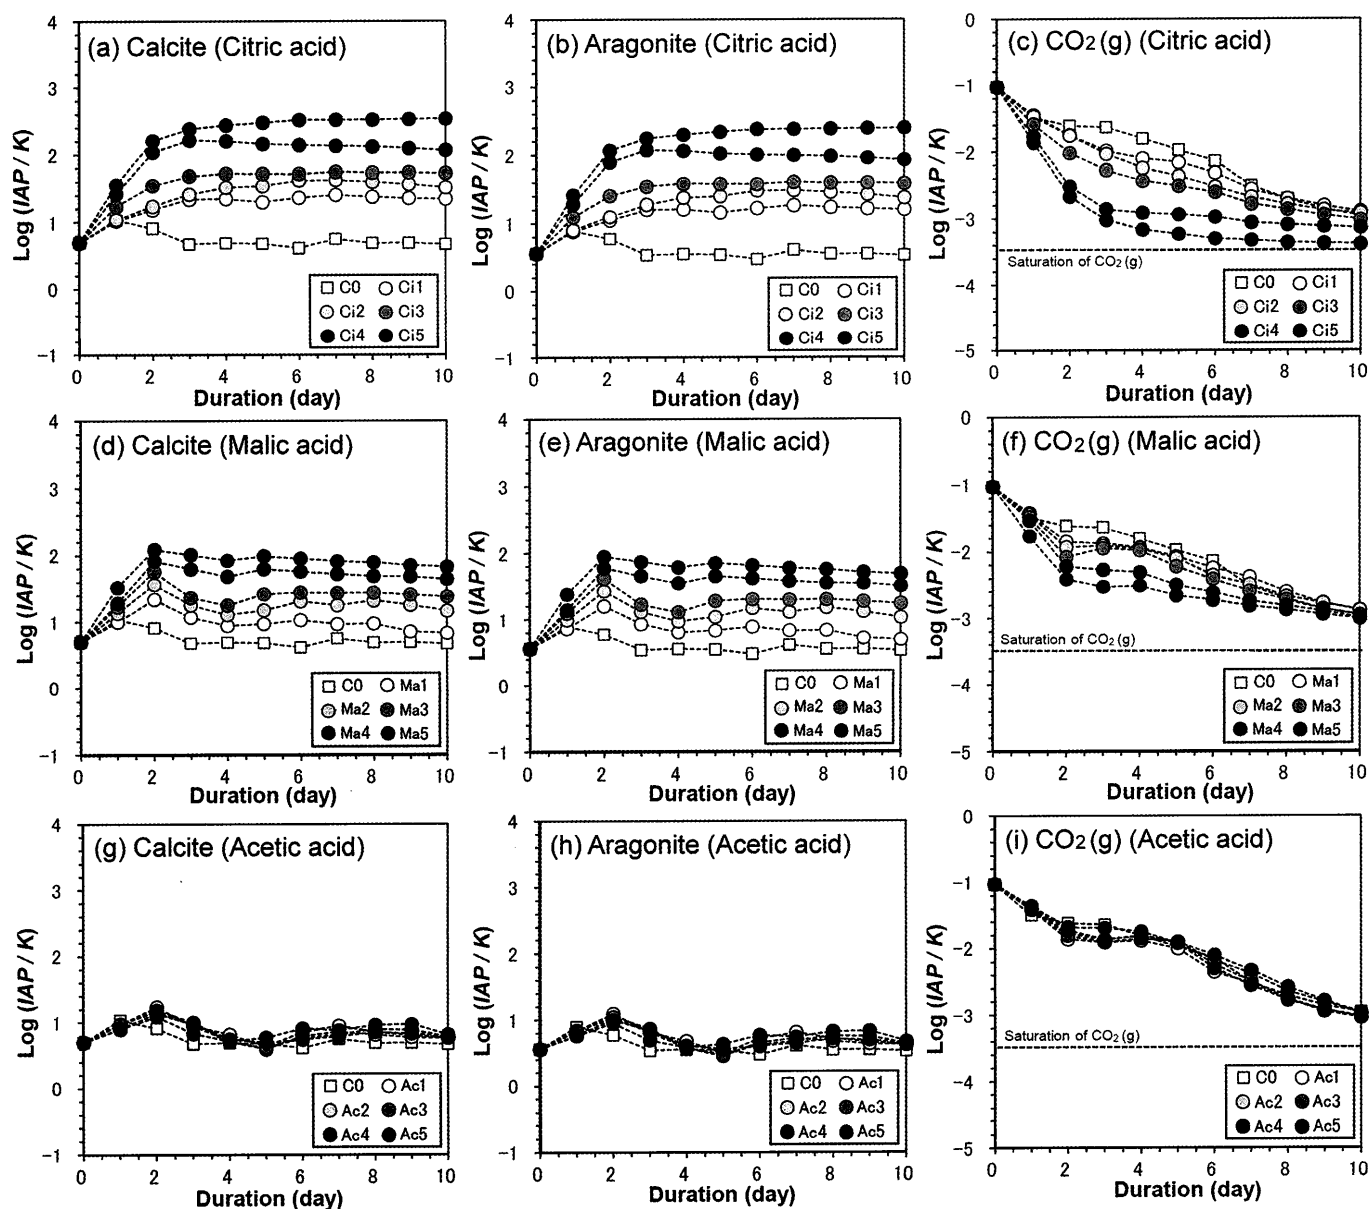 (a) Calcite (Citric acid)
Log (IAP / K)
4
3
2
1
0
−1
C0 Ci1
Ci2 Ci3
Ci4 Ci5
0 2 4 6 8 10
Duration (day)
(b) Aragonite (Citric acid)
Log (IAP / K)
4
3
2
1
0
−1
C0 Ci1
Ci2 Ci3
Ci4 Ci5
0 2 4 6 8 10
Duration (day)
(c) CO2 (g) (Citric acid)
Log (IAP / K)
−0
−1
−2
−3
−4
−5
Saturation of CO2 (g)
C0 Ci1
Ci2 Ci3
Ci4 Ci5
0 2 4 6 8 10
Duration (day)
(d) Calcite (Malic acid)
Log (IAP / K)
4
3
2
1
0
−1
C0 Ma1
Ma2 Ma3
Ma4 Ma5
0 2 4 6 8 10
Duration (day)
(e) Aragonite (Malic acid)
Log (IAP / K)
4
3
2
1
0
−1
C0 Ma1
Ma2 Ma3
Ma4 Ma5
0 2 4 6 8 10
Duration (day)
(f) CO2 (g) (Malic acid)
Log (IAP / K)
−0
−1
−2
−3
−4
−5
Saturation of CO2 (g)
C0 Ma1
Ma2 Ma3
Ma4 Ma5
0 2 4 6 8 10
Duration (day)
(g) Calcite (Acetic acid)
Log (IAP / K)
4
3
2
1
0
−1
C0 Ac1
Ac2 Ac3
Ac4 Ac5
0 2 4 6 8 10
Duration (day)
(h) Aragonite (Acetic acid)
Log (IAP / K)
4
3
2
1
0
−1
C0 Ac1
Ac2 Ac3
Ac4 Ac5
0 2 4 6 8 10
Duration (day)
(i) CO2 (g) (Acetic acid)
Log (IAP / K)
−0
−1
−2
−3
−4
−5
Saturation of CO2 (g)
C0 Ac1
Ac2 Ac3
Ac4 Ac5
0 2 4 6 8 10
Duration (day)